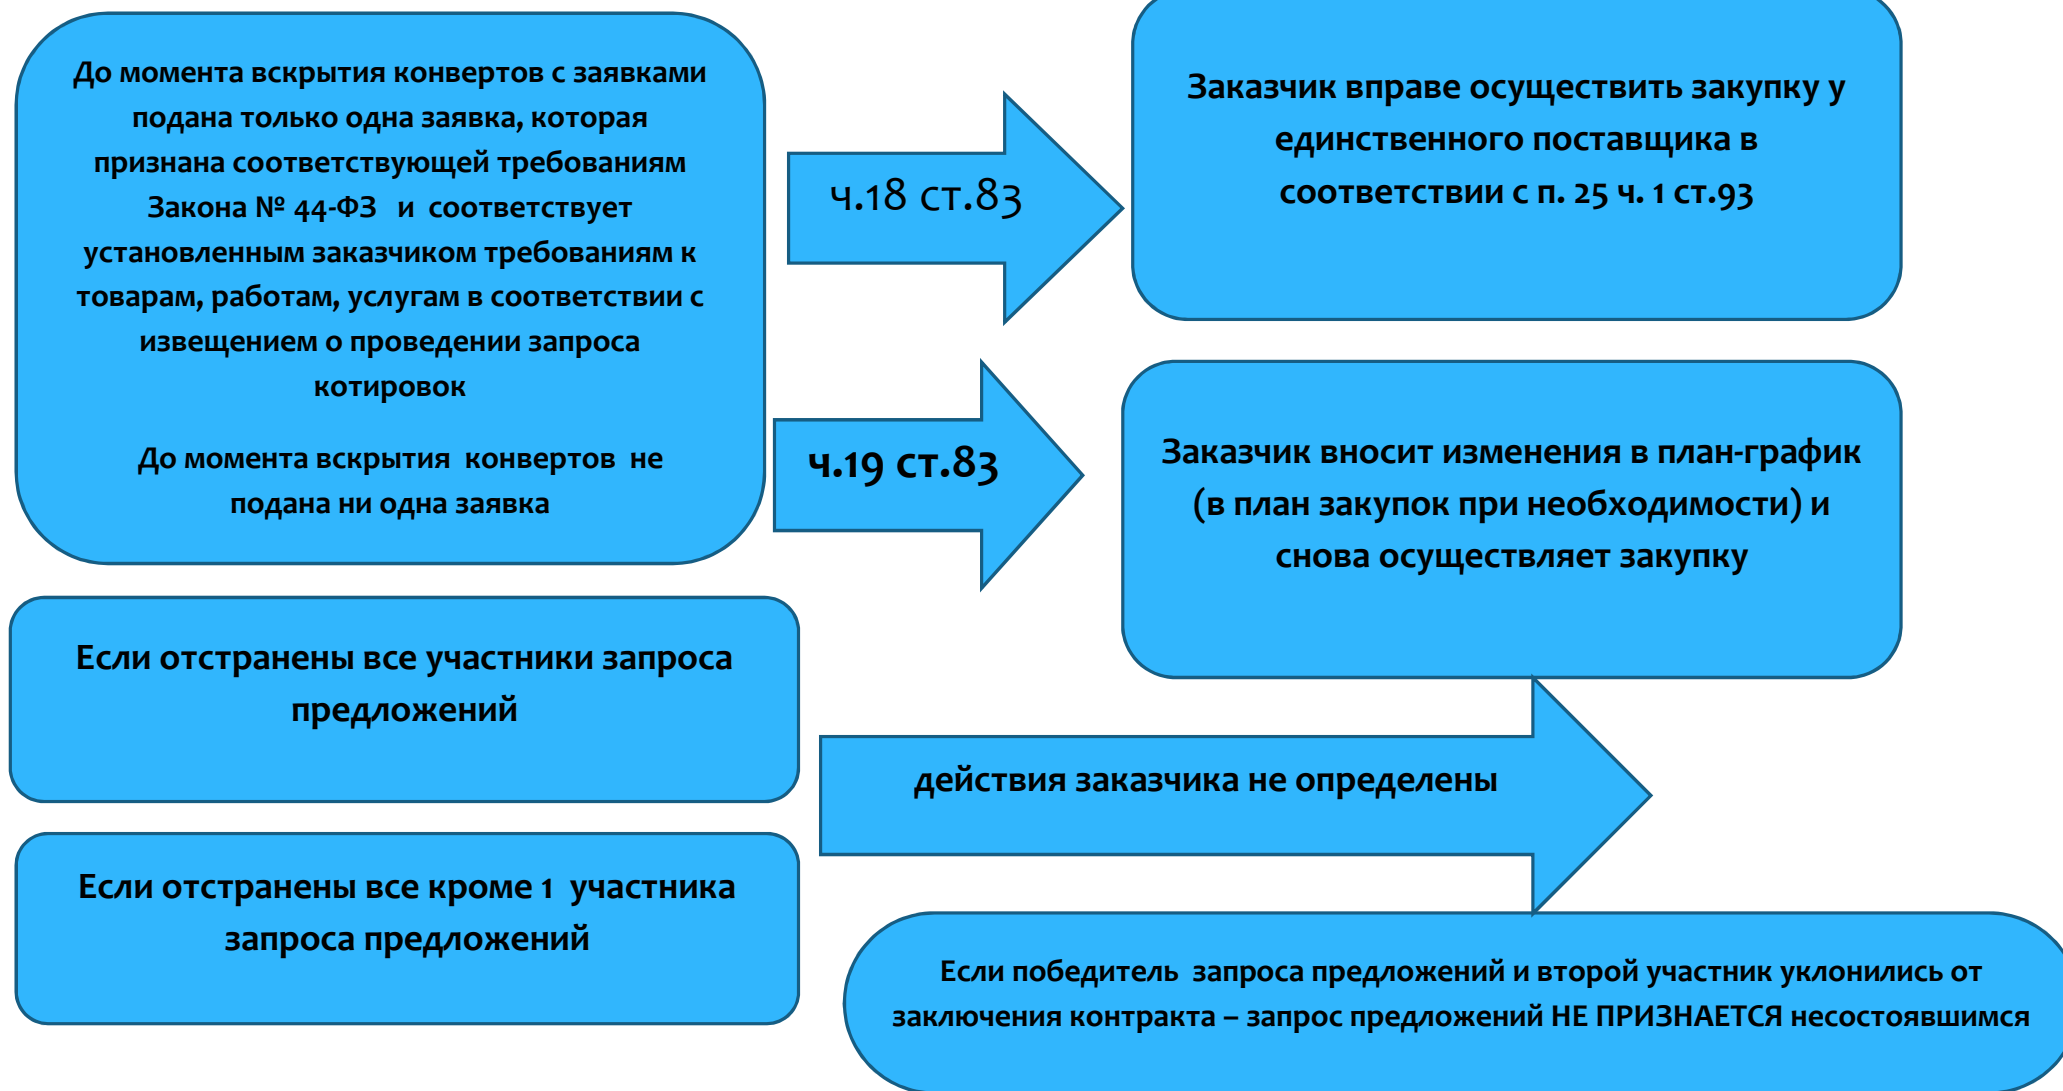 До момента вскрытия конвертов с заявками
подана только одна заявка, которая
признана соответствующей требованиям
Закона № 44-ФЗ и соответствует
установленным заказчиком требованиям к
товарам, работам, услугам в соответствии с
извещением о проведении запроса
котировок
До момента вскрытия конвертов не
подана ни одна заявка
ч.18 ст.83
Заказчик вправе осуществить закупку у
единственного поставщика в
соответствии с п. 25 ч. 1 ст.93
ч.19 ст.83
Заказчик вносит изменения в план-график
(в план закупок при необходимости) и
снова осуществляет закупку
Если отстранены все участники запроса
предложений
Если отстранены все кроме 1 участника
запроса предложений
действия заказчика не определены
Если победитель запроса предложений и второй участник уклонились от
заключения контракта – запрос предложений НЕ ПРИЗНАЕТСЯ несостоявшимся